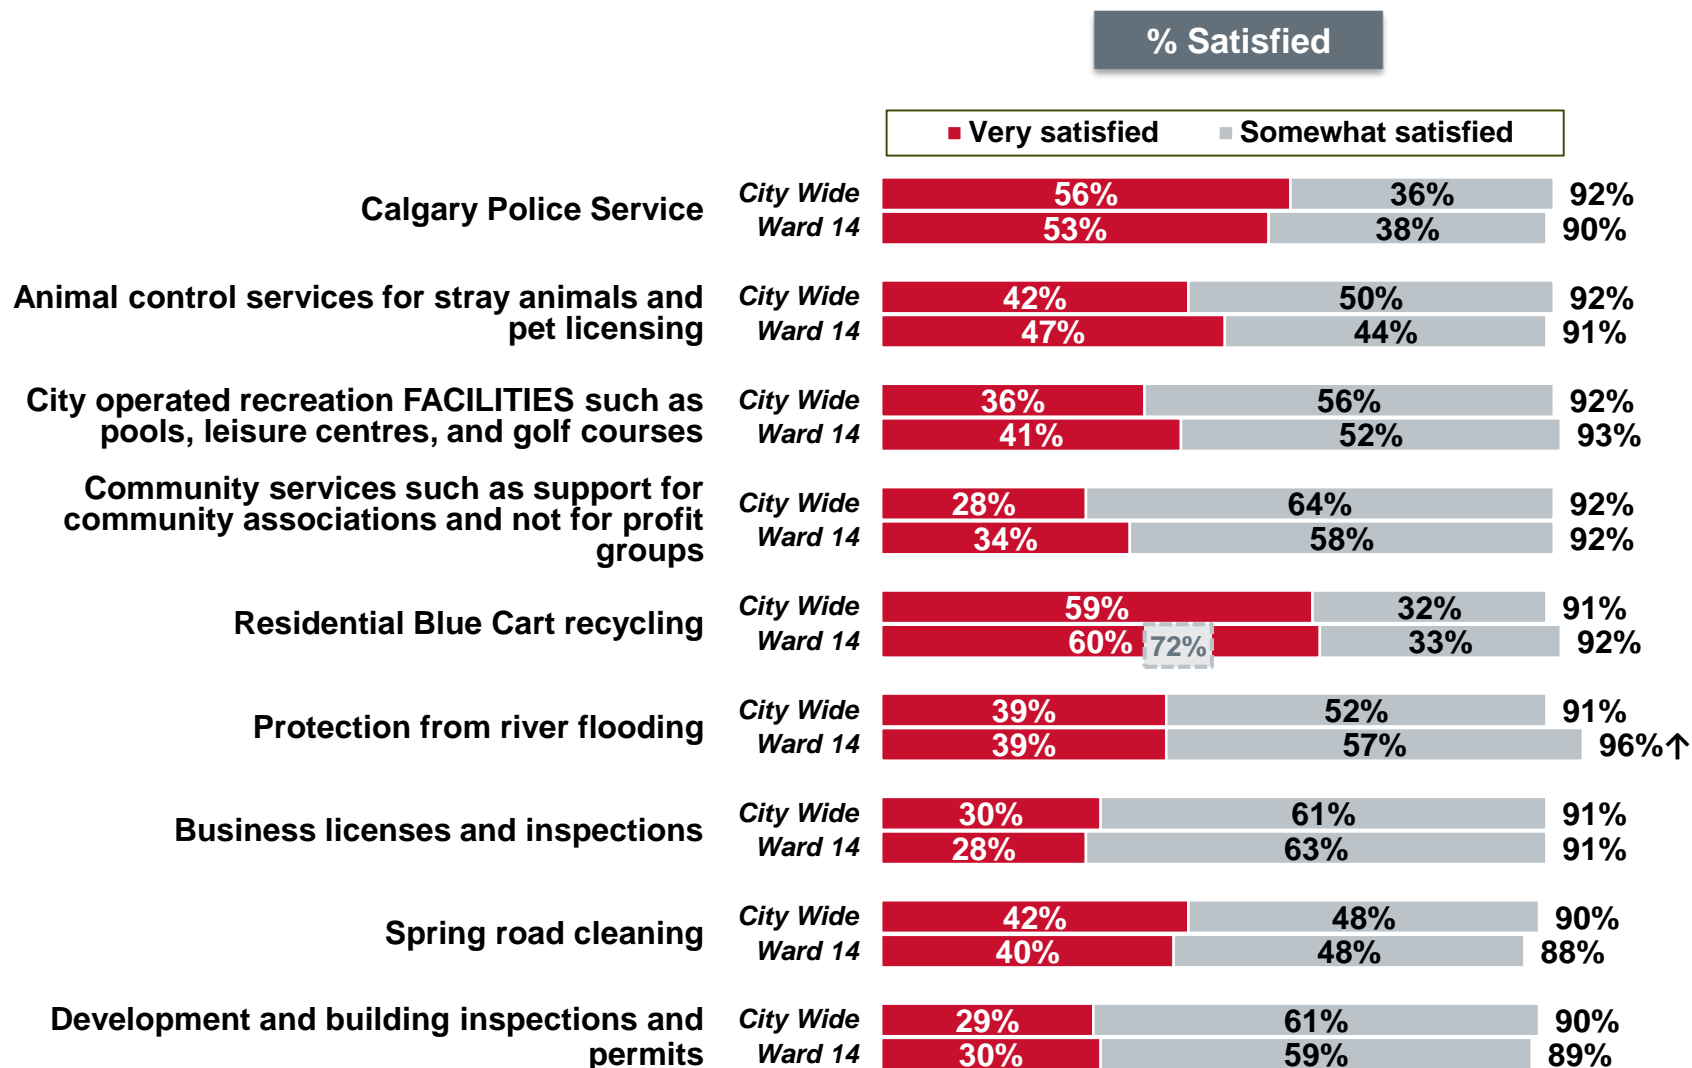 % Satisfied
Very satisfied Somewhat satisfied
Calgary Police Service
City Wide 56% 36% 92%
Ward 14 53% 38% 90%
Animal control services for stray animals and
pet licensing
City Wide 42% 50% 92%
Ward 14 47% 44% 91%
City operated recreation FACILITIES such as
pools, leisure centres, and golf courses
City Wide 36% 56% 92%
Ward 14 41% 52% 93%
Community services such as support for
community associations and not for profit
groups
City Wide 28% 64% 92%
Ward 14 34% 58% 92%
Residential Blue Cart recycling
City Wide 59% 32% 91%
Ward 14 60% 72% 33% 92%
Protection from river flooding
City Wide 39% 52% 91%
Ward 14 39% 57% 96%↑
Business licenses and inspections
City Wide 30% 61% 91%
Ward 14 28% 63% 91%
Spring road cleaning
City Wide 42% 48% 90%
Ward 14 40% 48% 88%
Development and building inspections and
permits
City Wide 29% 61% 90%
Ward 14 30% 59% 89%